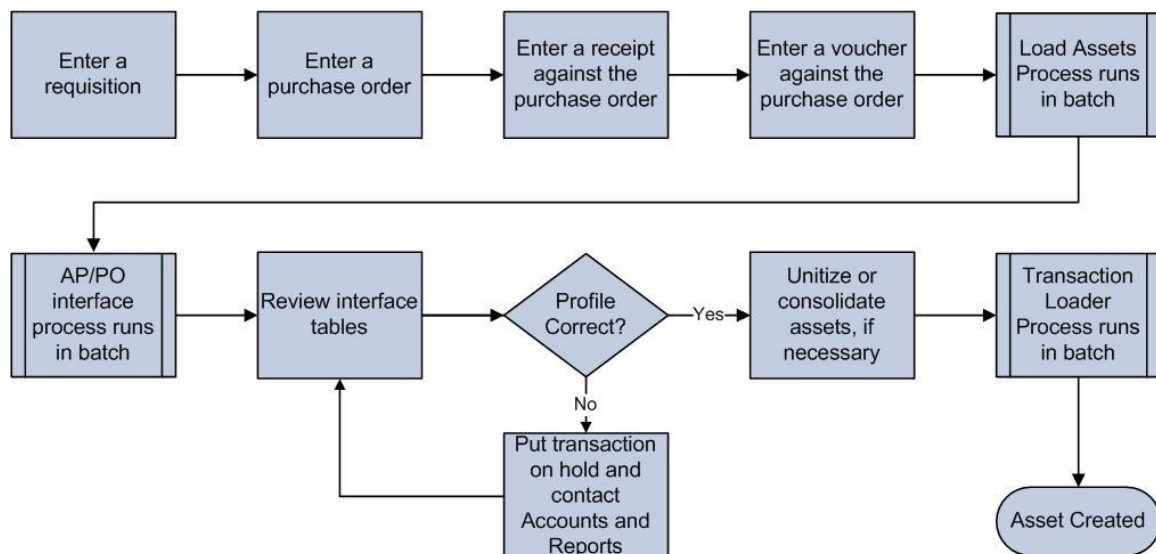 Enter a
requisition
Enter a
purchase order
Enter a receipt
against the
purchase order
Enter a voucher
against the
purchase order
Load Assets
Process runs
in batch
AP/PO
interface
process runs
in batch
Review interface
tables
Profile
Correct?
Yes
Unitize or
consolidate
assets, if
necessary
Transaction
Loader
Process runs
in batch
No
Put transaction
on hold and
contact
Accounts and
Reports
Asset Created